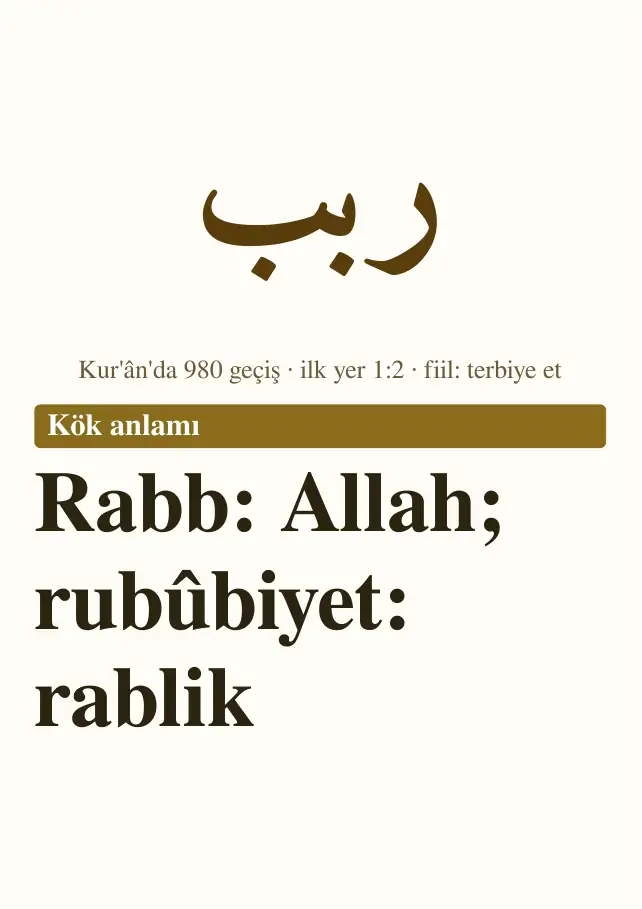 ربب
Kur'ân'da 980 geçiş · ilk yer 1:2 · fiil: terbiye et
Kök anlamı
Rabb: Allah;
rubûbiyet:
rablik